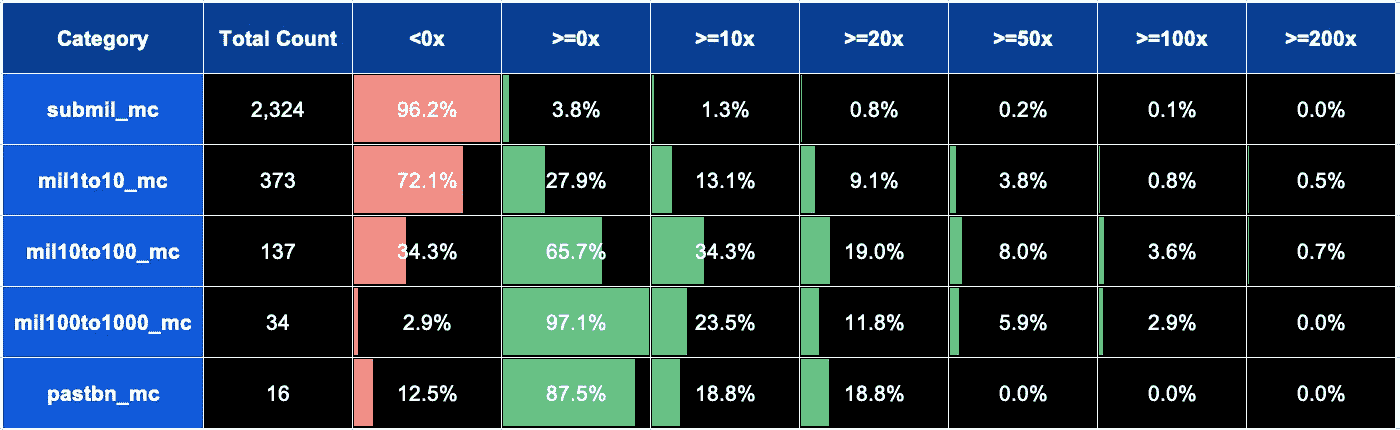 Category Total Count <0x >=0x >=10x >=20x >=50x >=100x >=200x
submil_mc 2,324 96.2% 3.8% 1.3% 0.8% 0.2% 0.1% 0.0%
mil1to10_mc 373 72.1% 27.9% 13.1% 9.1% 3.8% 0.8% 0.5%
mil10to100_mc 137 34.3% 65.7% 34.3% 19.0% 8.0% 3.6% 0.7%
mil100to1000_mc 34 2.9% 97.1% 23.5% 11.8% 5.9% 2.9% 0.0%
pastbn_mc 16 12.5% 87.5% 18.8% 18.8% 0.0% 0.0% 0.0%